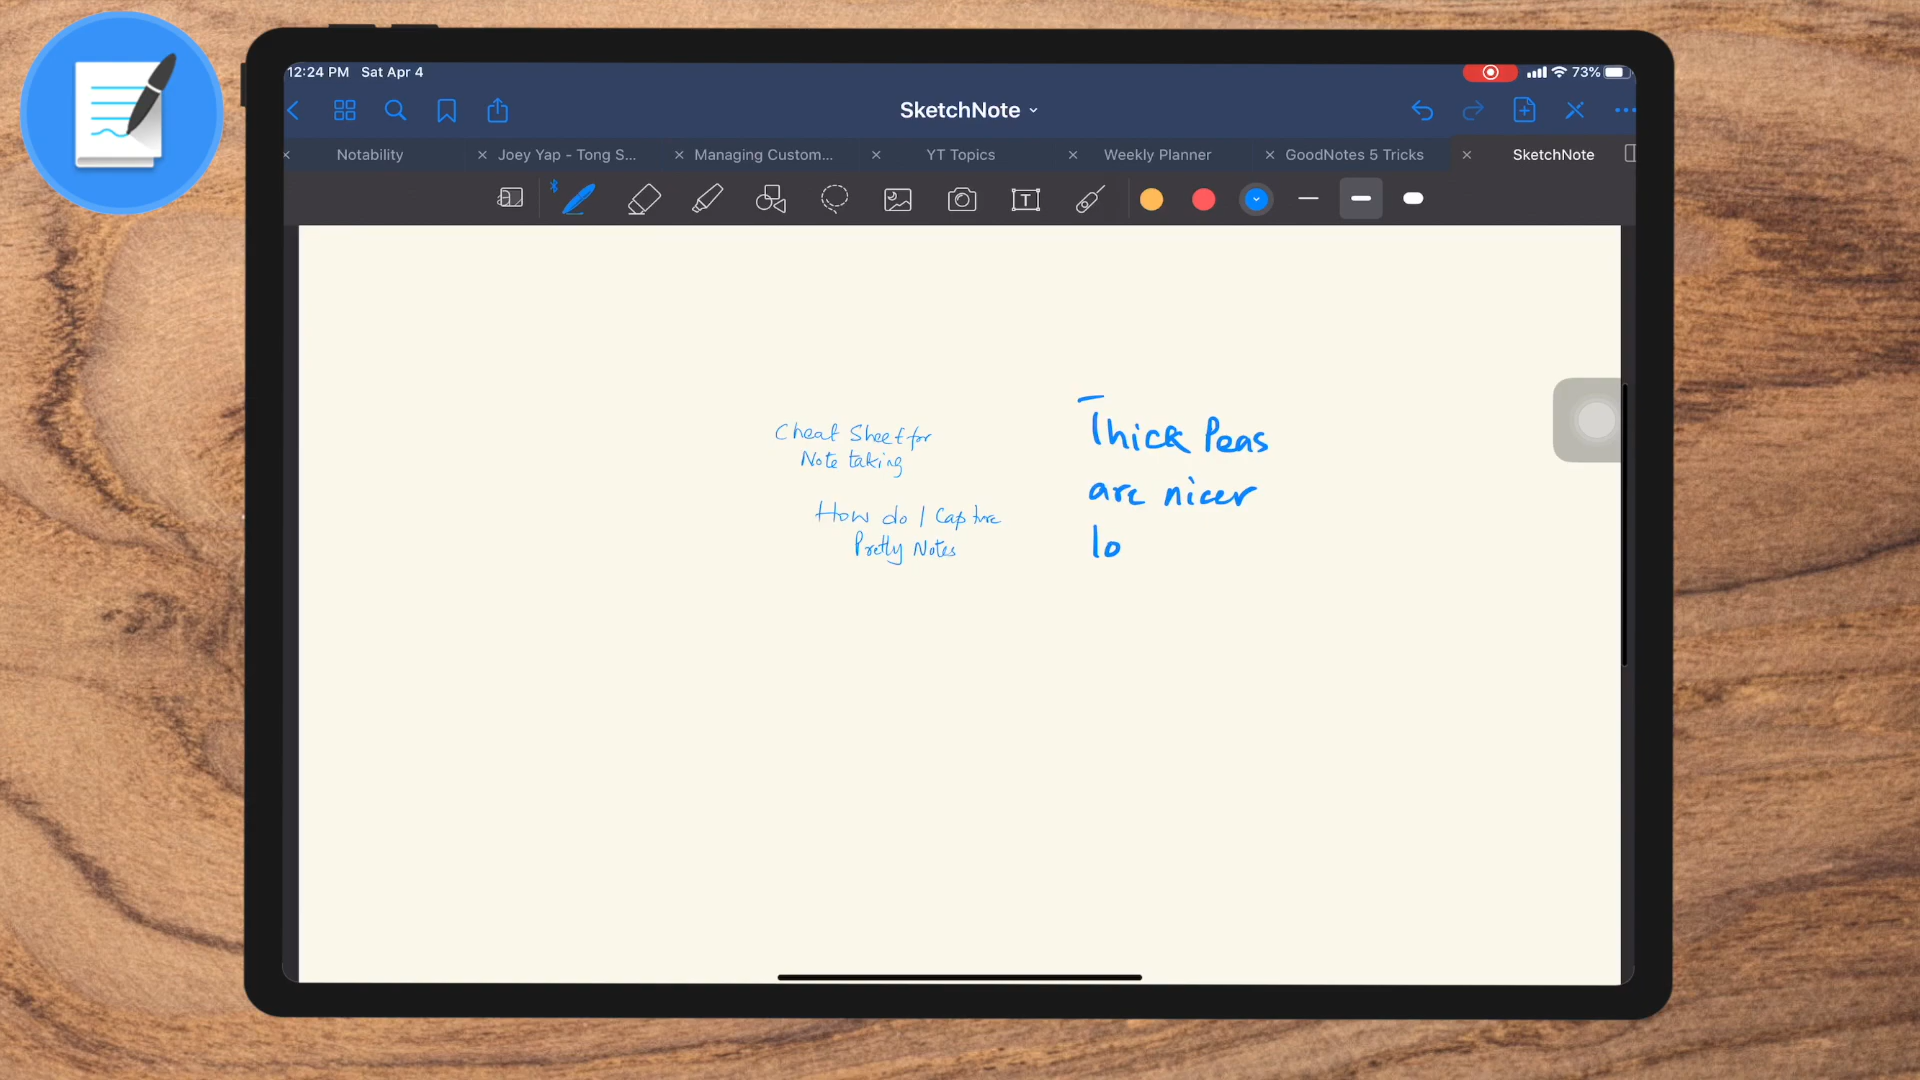 12:24 PM Sat Apr 4
73%
SketchNote
Notability
Joey Yap - Tong S...
Managing Custom...
YT Topics
Weekly Planner
GoodNotes 5 Tricks
SketchNote
T
Cheat Sheet for
Note taking
How do I Capture
Pretty Notes
Thick Pens
are nicer
lo